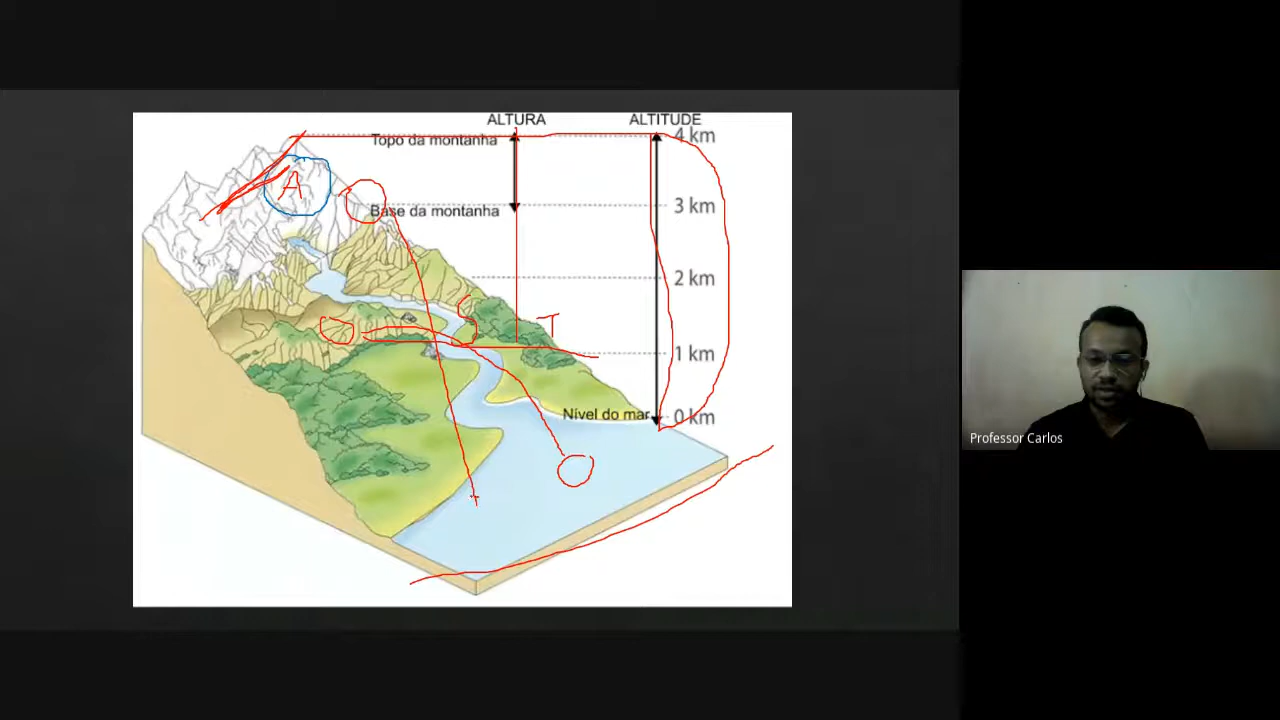 ALTURA ALTITUDE
Topo da montanha 4 km
A
Base da montanha 3 km
2 km
T
1 km
Nível do mar 0 km
Professor Carlos